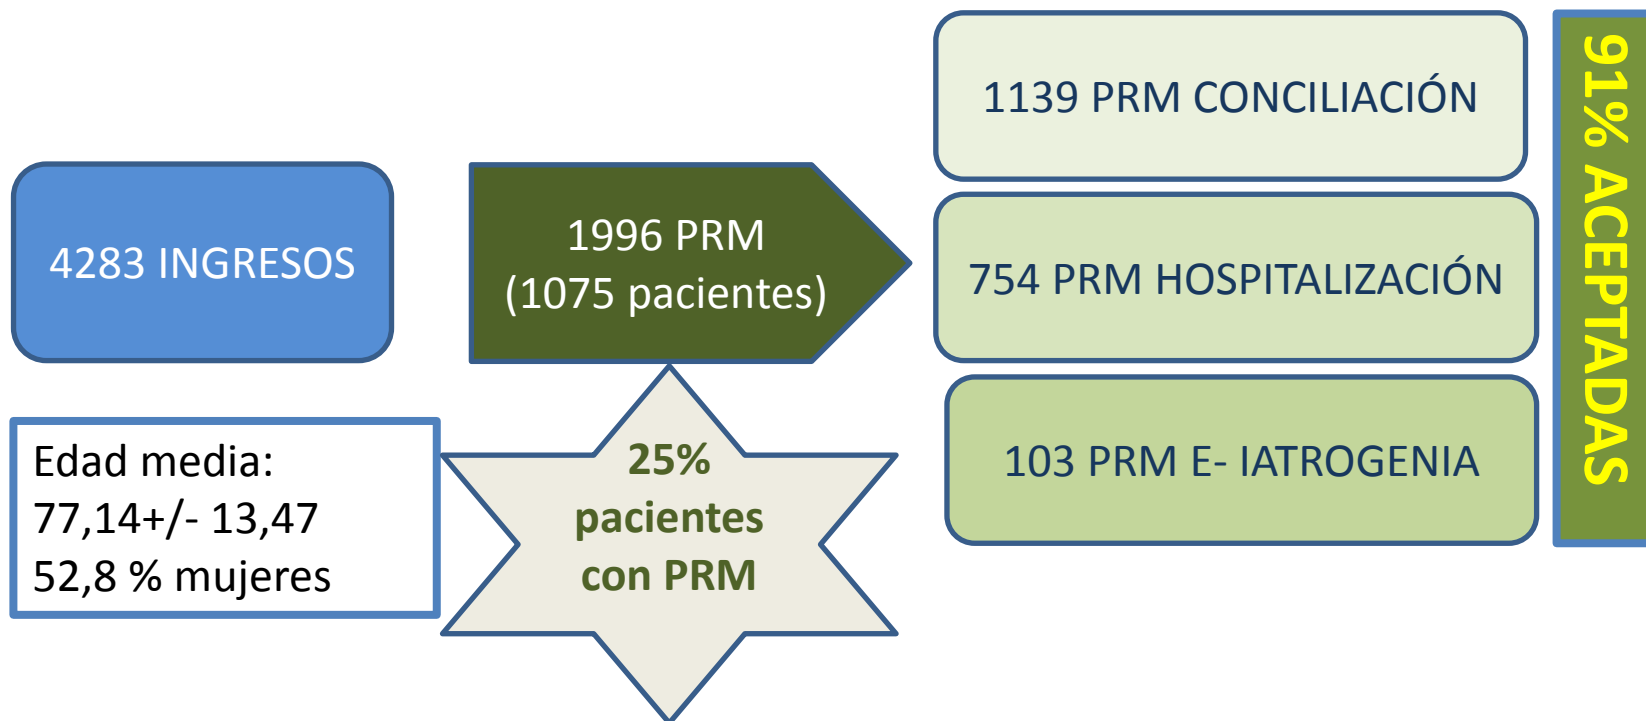 4283 INGRESOS
Edad media:
77,14+/- 13,47
52,8 % mujeres
1996 PRM
(1075 pacientes)
25%
pacientes
con PRM
1139 PRM CONCILIACIÓN
754 PRM HOSPITALIZACIÓN
103 PRM E- IATROGENIA
91% ACEPTADAS